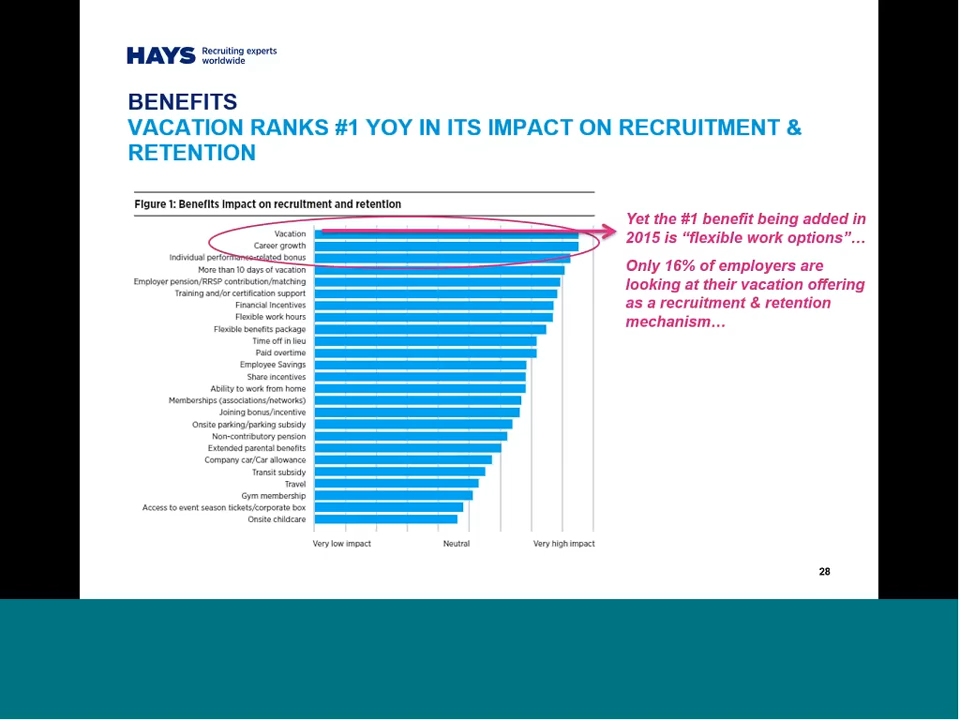 HAYS Recruiting experts
worldwide
BENEFITS
VACATION RANKS #1 YOY IN ITS IMPACT ON RECRUITMENT &
RETENTION
Figure 1: Benefits impact on recruitment and retention
Vacation
Career growth
Individual performance-related bonus
More than 10 days of vacation
Employer pension/RRSP contribution/matching
Training and/or certification support
Financial Incentives
Flexible work hours
Flexible benefits package
Time off in lieu
Paid overtime
Employee Savings
Share incentives
Ability to work from home
Memberships (associations/networks)
Joining bonus/incentive
Onsite parking/parking subsidy
Non-contributory pension
Extended parental benefits
Company car/Car allowance
Transit subsidy
Travel
Gym membership
Access to event season tickets/corporate box
Onsite childcare
Very low impact Neutral Very high impact
Yet the #1 benefit being added in
2015 is “flexible work options”…
Only 16% of employers are
looking at their vacation offering
as a recruitment & retention
mechanism…
28